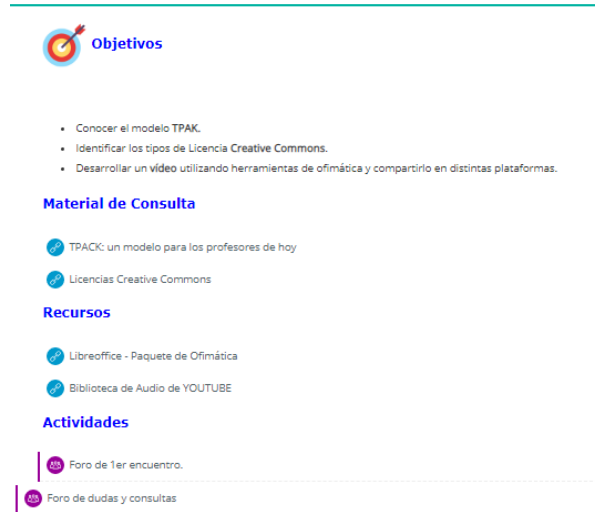 Objetivos
Conocer el modelo TPAK.
Identificar los tipos de Licencia Creative Commons.
Desarrollar un vídeo utilizando herramientas de ofimática y compartirlo en distintas plataformas.
Material de Consulta
TPACK: un modelo para los profesores de hoy
Licencias Creative Commons
Recursos
Libreoffice - Paquete de Ofimática
Biblioteca de Audio de YOUTUBE
Actividades
Foro de 1er encuentro.
Foro de dudas y consultas